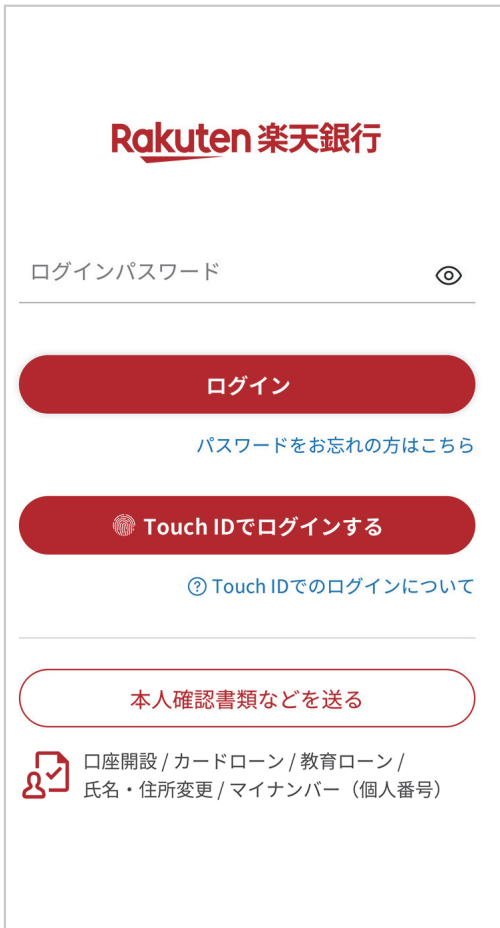 Rakuten 楽天銀行
ログインパスワード
ログイン
パスワードをお忘れの方はこちら
Touch IDでログインする
? Touch IDでのログインについて
本人確認書類などを送る
口座開設 / カードローン / 教育ローン /
氏名・住所変更 / マイナンバー（個人番号）